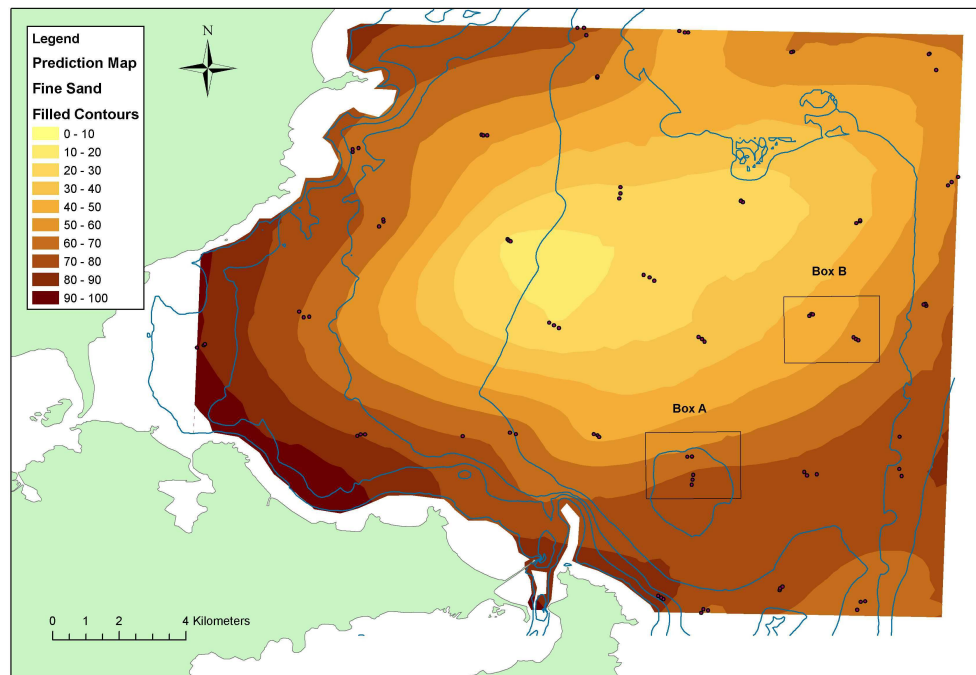 Legend
Prediction Map
Fine Sand
Filled Contours
0 - 10
10 - 20
20 - 30
30 - 40
40 - 50
50 - 60
60 - 70
70 - 80
80 - 90
90 - 100
N
Box B
Box A
0 1 2 4 Kilometers